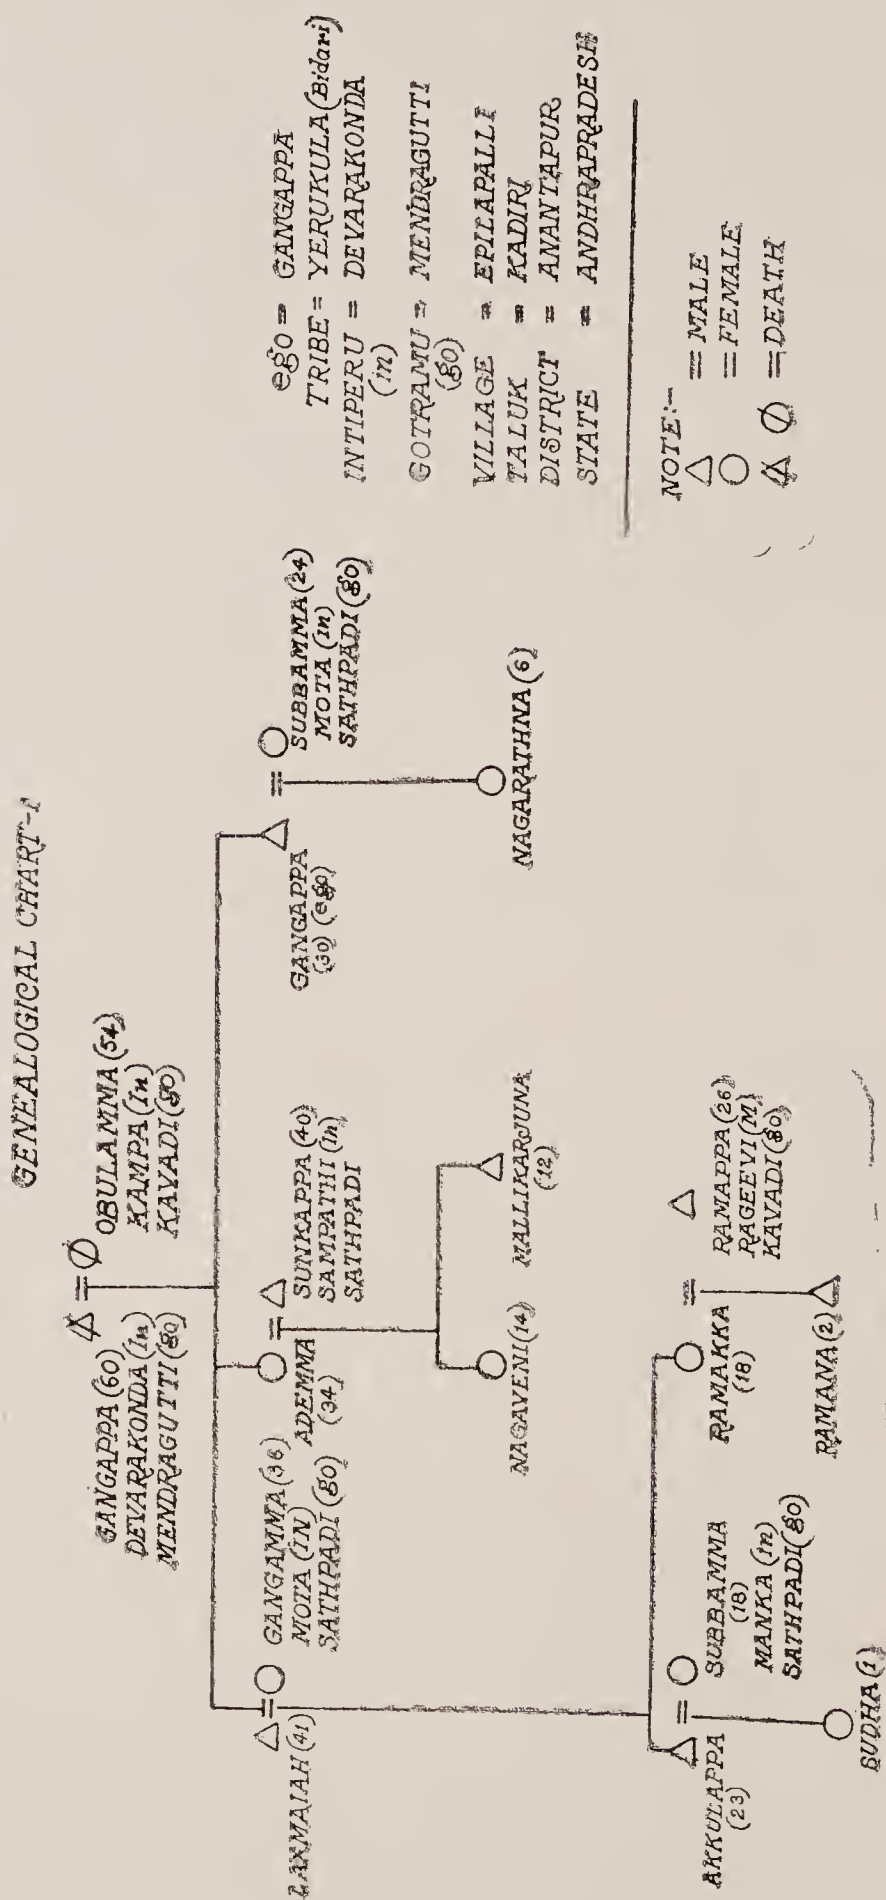 GENEALOGICAL CHART-1
GANGAPPA (60)
DEVARAKONDA (in)
MENDRAGUTTI (go)
OBULAMMA (54)
KAMPA (in)
KAVADI (go)
LAXMAIAH (41)
GANGAMMA (36)
MOTA (IN)
SATHPADI (go)
ADEMMA
(34)
SUNKAPPA (40)
SAMPATHI (in)
SATHPADI
GANGAPPA
(30) (ego)
SUBBAMMA (24)
MOTA (in)
SATHPADI (go)
NAGAVENI (14)
MALLIKARJUNA
(12)
NAGARATHNA (6)
AKKULAPPA
(23)
SUBBAMMA
(18)
MANKA (in)
SATHPADI (go)
RAMAKKA
(18)
RAMAPPA (26)
RAGEEVI (M)
KAVADI (go)
SUDHA (1)
RAMANA (2)
ego = GANGAPPA
TRIBE = YERUKULA (Bidari)
INTIPERU = DEVARAKONDA
(in)
GOTRAMU = MENDRAGUTTI
(go)
VILLAGE = EPILAPALLI
TALUK = KADIRI
DISTRICT = ANANTAPUR
STATE = ANDHRAPRADESH
NOTE:-
= MALE
= FEMALE
= DEATH